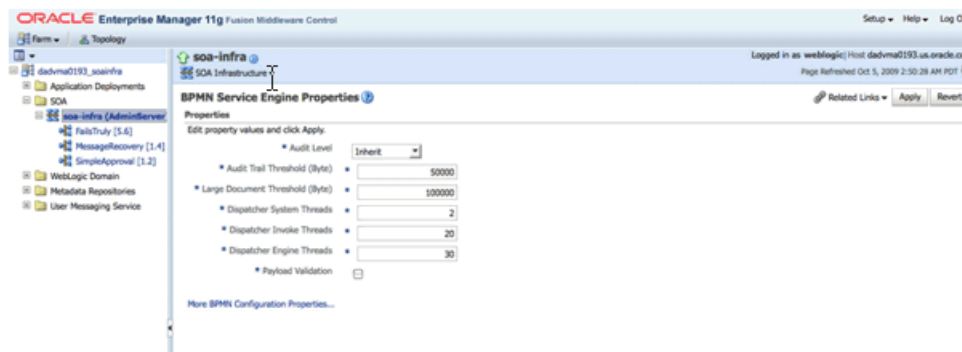 ORACLE Enterprise Manager 11g Fusion Middleware Control
Setup Help Log O
Farm Topology
soa-infra
Logged in as weblogic|Host dadvma0193.us.oracle.co
SOA Infrastructure
Page Refreshed Oct 5, 2009 2:50:28 AM PDT
dadvma0193_soainfra
Application Deployments
SOA
soa-infra (AdminServer
FailsTruly [5.6]
MessageRecovery [1.4]
SimpleApproval [1.2]
WebLogic Domain
Metadata Repositories
User Messaging Service
BPMN Service Engine Properties
Related Links Apply Revert
Properties
Edit property values and click Apply.
* Audit Level Inherit
* Audit Trail Threshold (Byte) 50000
* Large Document Threshold (Byte) 100000
* Dispatcher System Threads 2
* Dispatcher Invoke Threads 20
* Dispatcher Engine Threads 30
* Payload Validation
More BPMN Configuration Properties...